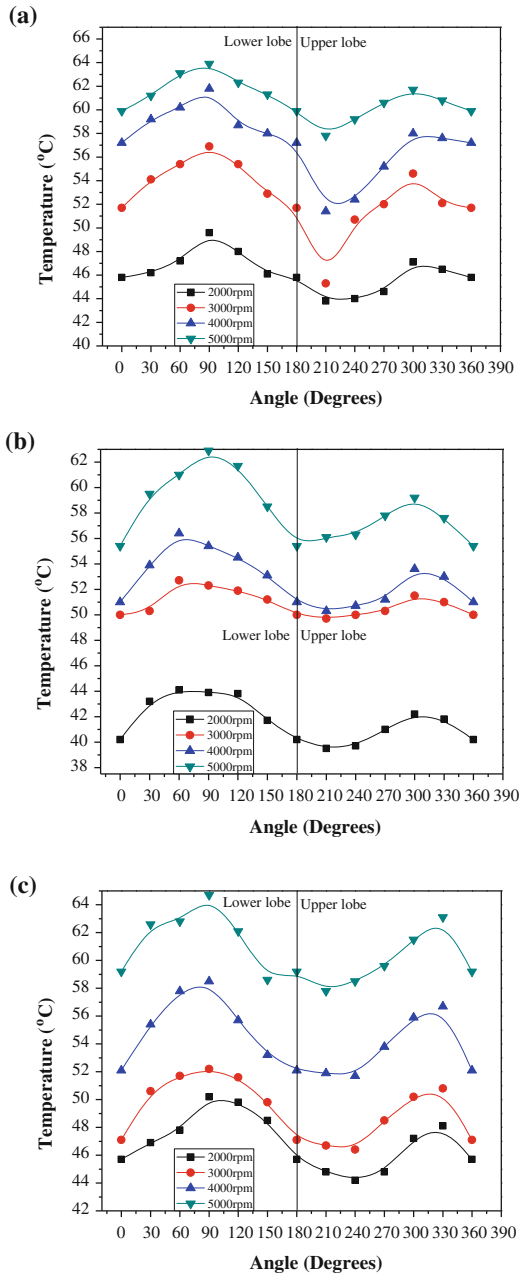 (a)
Lower lobe Upper lobe
66
64
62
60
58
56
54
52
50
48
46
44
42
40
Temperature (°C)
2000rpm
3000rpm
4000rpm
5000rpm
0 30 60 90 120 150 180 210 240 270 300 330 360 390
Angle (Degrees)
(b)
62
60
58
56
54
52
50
48
46
44
42
40
38
Temperature (°C)
Lower lobe Upper lobe
2000rpm
3000rpm
4000rpm
5000rpm
0 30 60 90 120 150 180 210 240 270 300 330 360 390
Angle (Degrees)
(c)
Lower lobe Upper lobe
64
62
60
58
56
54
52
50
48
46
44
42
Temperature (°C)
2000rpm
3000rpm
4000rpm
5000rpm
0 30 60 90 120 150 180 210 240 270 300 330 360 390
Angle (Degrees)